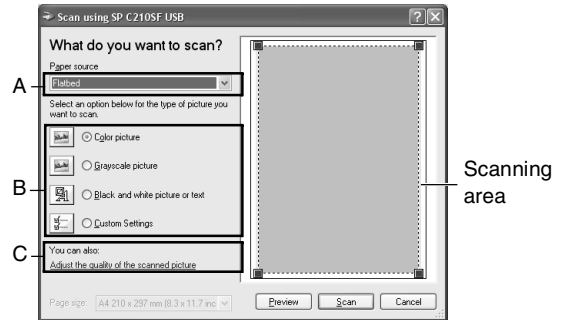 Scan using SP C210SF USB
What do you want to scan?
Paper source
A
Flatbed
Select an option below for the type of picture you
want to scan.
B
Color picture
Grayscale picture
Black and white picture or text
Custom Settings
C
You can also:
Adjust the quality of the scanned picture
Scanning
area
Page size: A4 210 x 297 mm (8.3 x 11.7 inc
Preview
Scan
Cancel